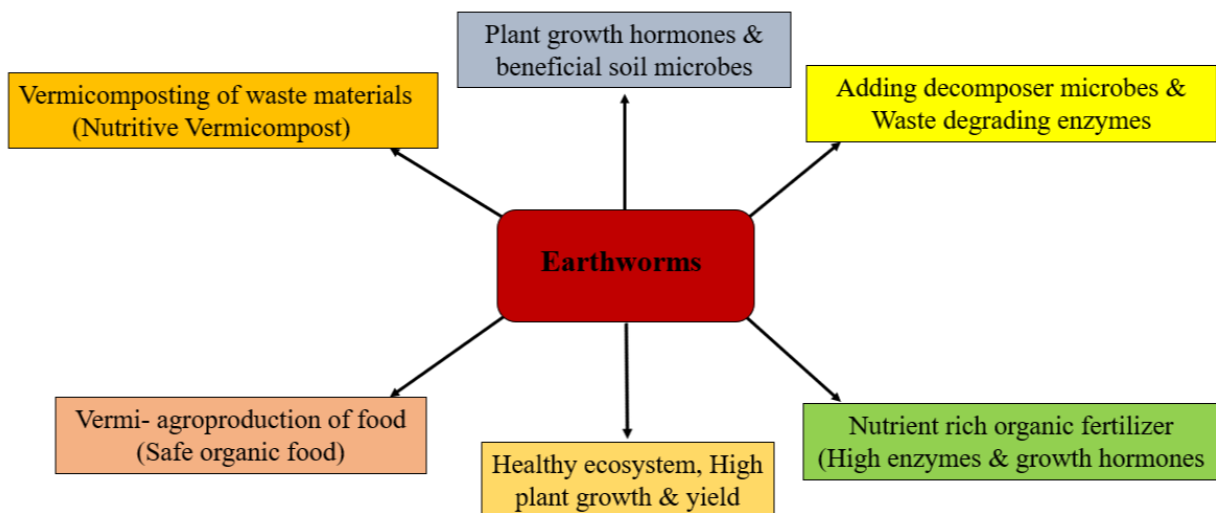 Plant growth hormones &
beneficial soil microbes
Vermicomposting of waste materials
(Nutritive Vermicompost)
Adding decomposer microbes &
Waste degrading enzymes
Earthworms
Vermi- agroproduction of food
(Safe organic food)
Healthy ecosystem, High
plant growth & yield
Nutrient rich organic fertilizer
(High enzymes & growth hormones